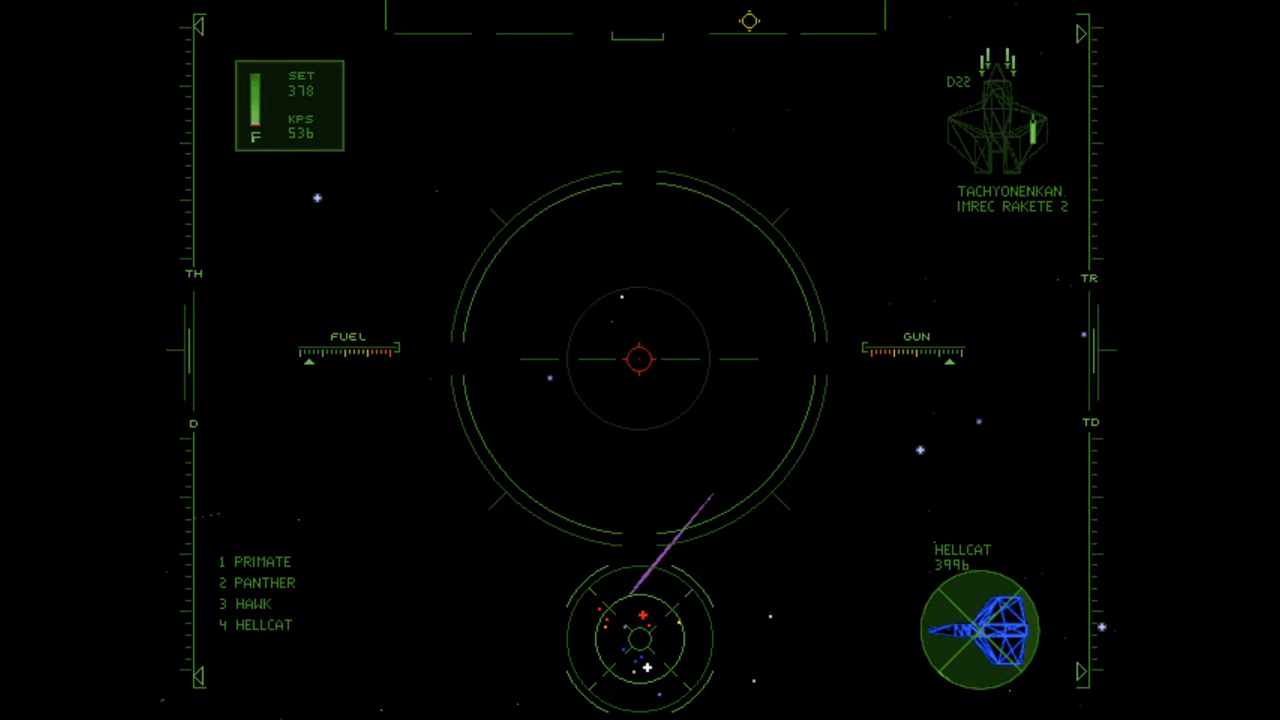 SET
378
KPS
536
F
D22
TACHYONENKAN
IMREC RAKETE 2
TH
TR
FUEL
GUN
D
TD
1 PRIMATE
2 PANTHER
3 HAWK
4 HELLCAT
HELLCAT
3996